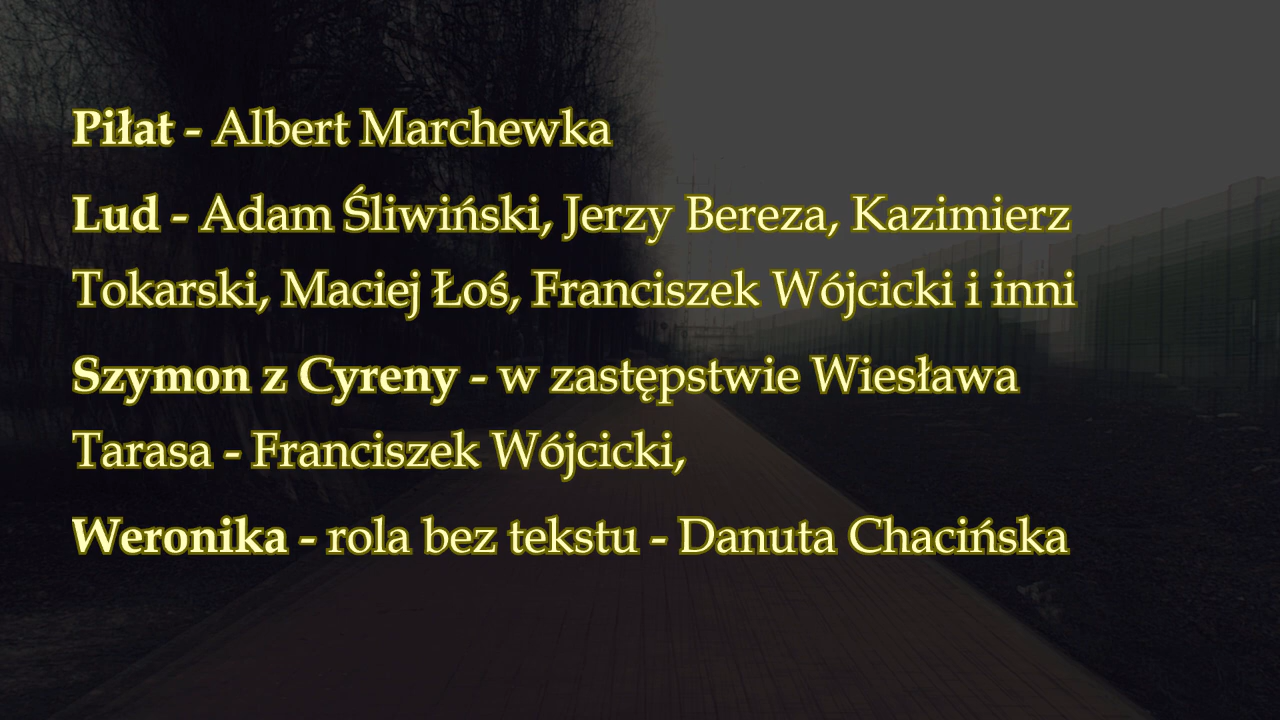 Piłat - Albert Marchewka
Lud - Adam Śliwiński, Jerzy Bereza, Kazimierz
Tokarski, Maciej Łoś, Franciszek Wójcicki i inni
Szymon z Cyreny - w zastępstwie Wiesława
Tarasa - Franciszek Wójcicki,
Weronika - rola bez tekstu - Danuta Chacińska